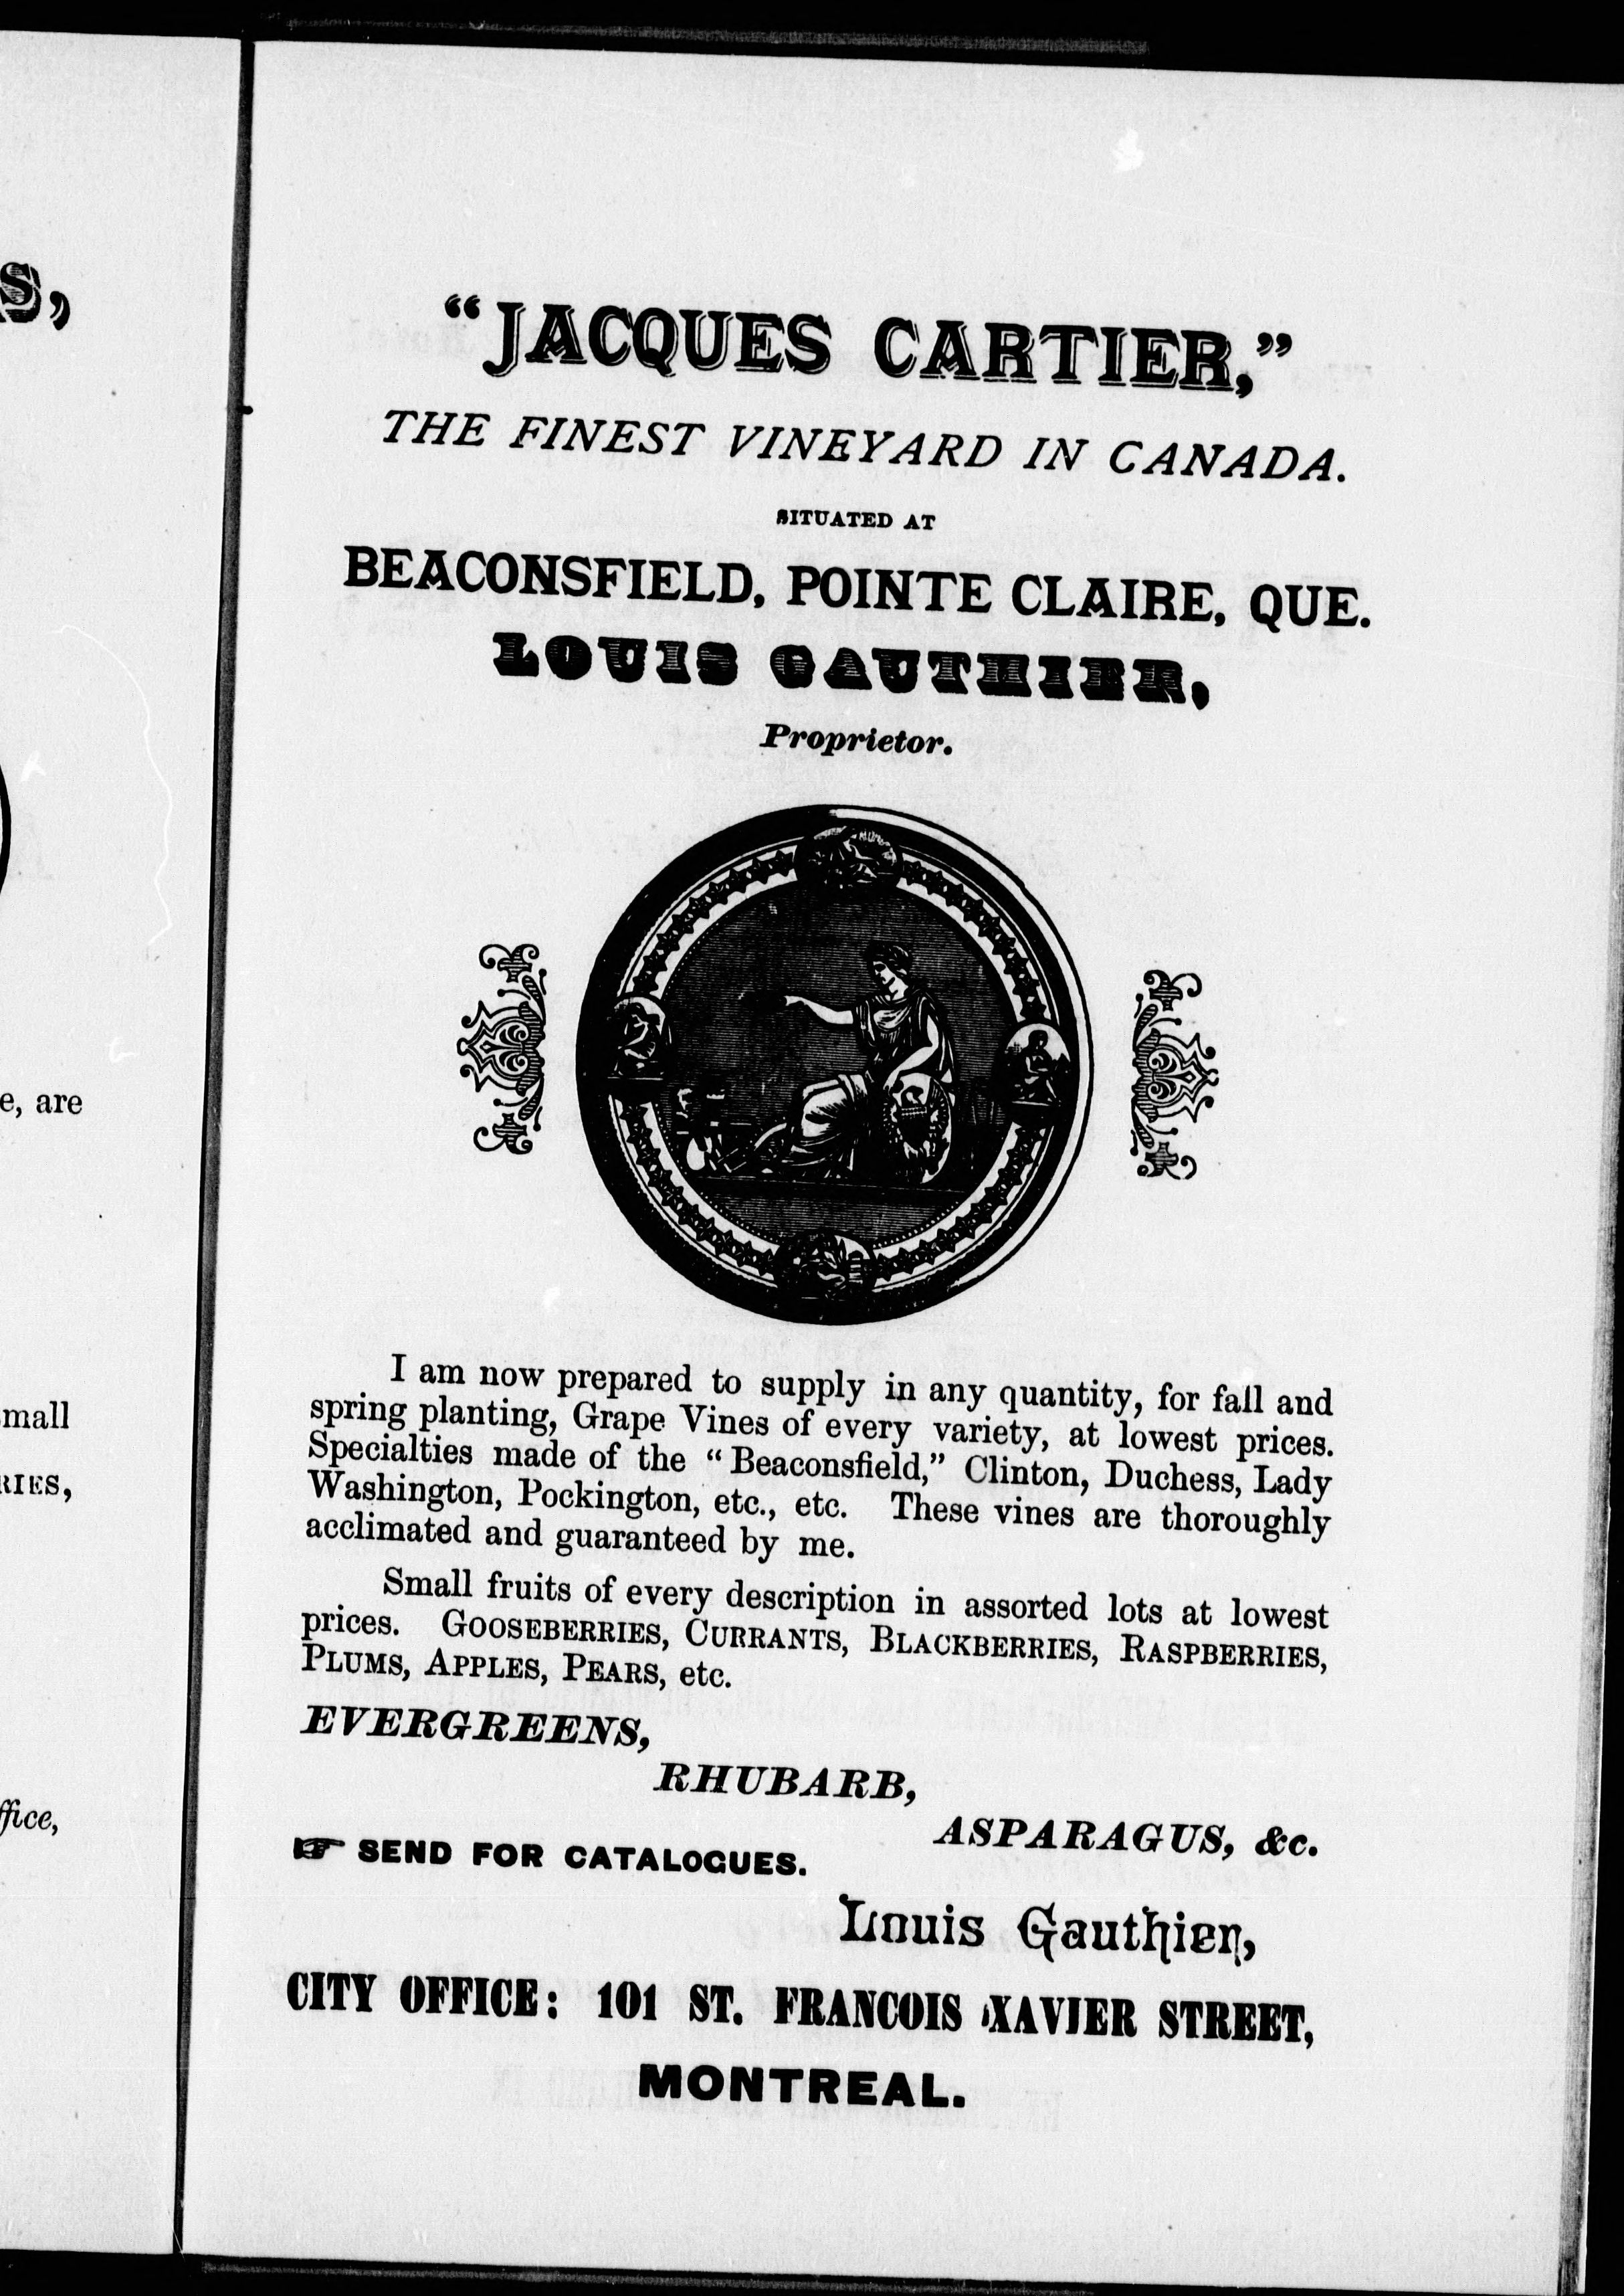 S,
e, are
mall
RIES,
ffice,
“JACQUES CARTIER,”
THE FINEST VINEYARD IN CANADA.
SITUATED AT
BEACONSFIELD, POINTE CLAIRE, QUE.
LOUIS GAUTHIER,
Proprietor.
I am now prepared to supply in any quantity, for fall and
spring planting, Grape Vines of every variety, at lowest prices.
Specialties made of the “Beaconsfield,” Clinton, Duchess, Lady
Washington, Pockington, etc., etc. These vines are thoroughly
acclimated and guaranteed by me.
Small fruits of every description in assorted lots at lowest
prices. GOOSEBERRIES, CURRANTS, BLACKBERRIES, RASPBERRIES,
PLUMS, APPLES, PEARS, etc.
EVERGREENS,
RHUBARB,
ASPARAGUS, &c.
☞ SEND FOR CATALOGUES.
Louis Gauthier,
CITY OFFICE: 101 ST. FRANCOIS XAVIER STREET,
MONTREAL.